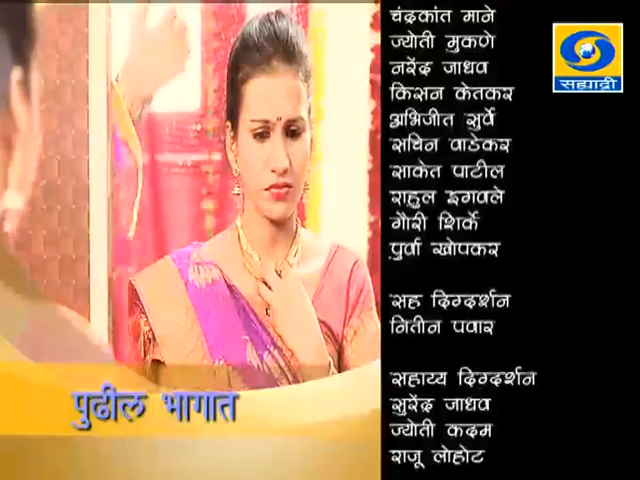 चंद्रकांत माने
ज्योती मुकणे
नरेंद्र जाधव
किसन केतकर
अभिजीत सुर्वे
सचिन वाडेकर
साकेत पाटील
राहुल इगवले
गौरी शिर्के
पुर्वा खोपकर
सह दिग्दर्शन
नितीन पवार
सहाय्य दिग्दर्शन
सुरेंद्र जाधव
ज्योती कदम
राजू लोहोट
सह्याद्री
पुढील भागात